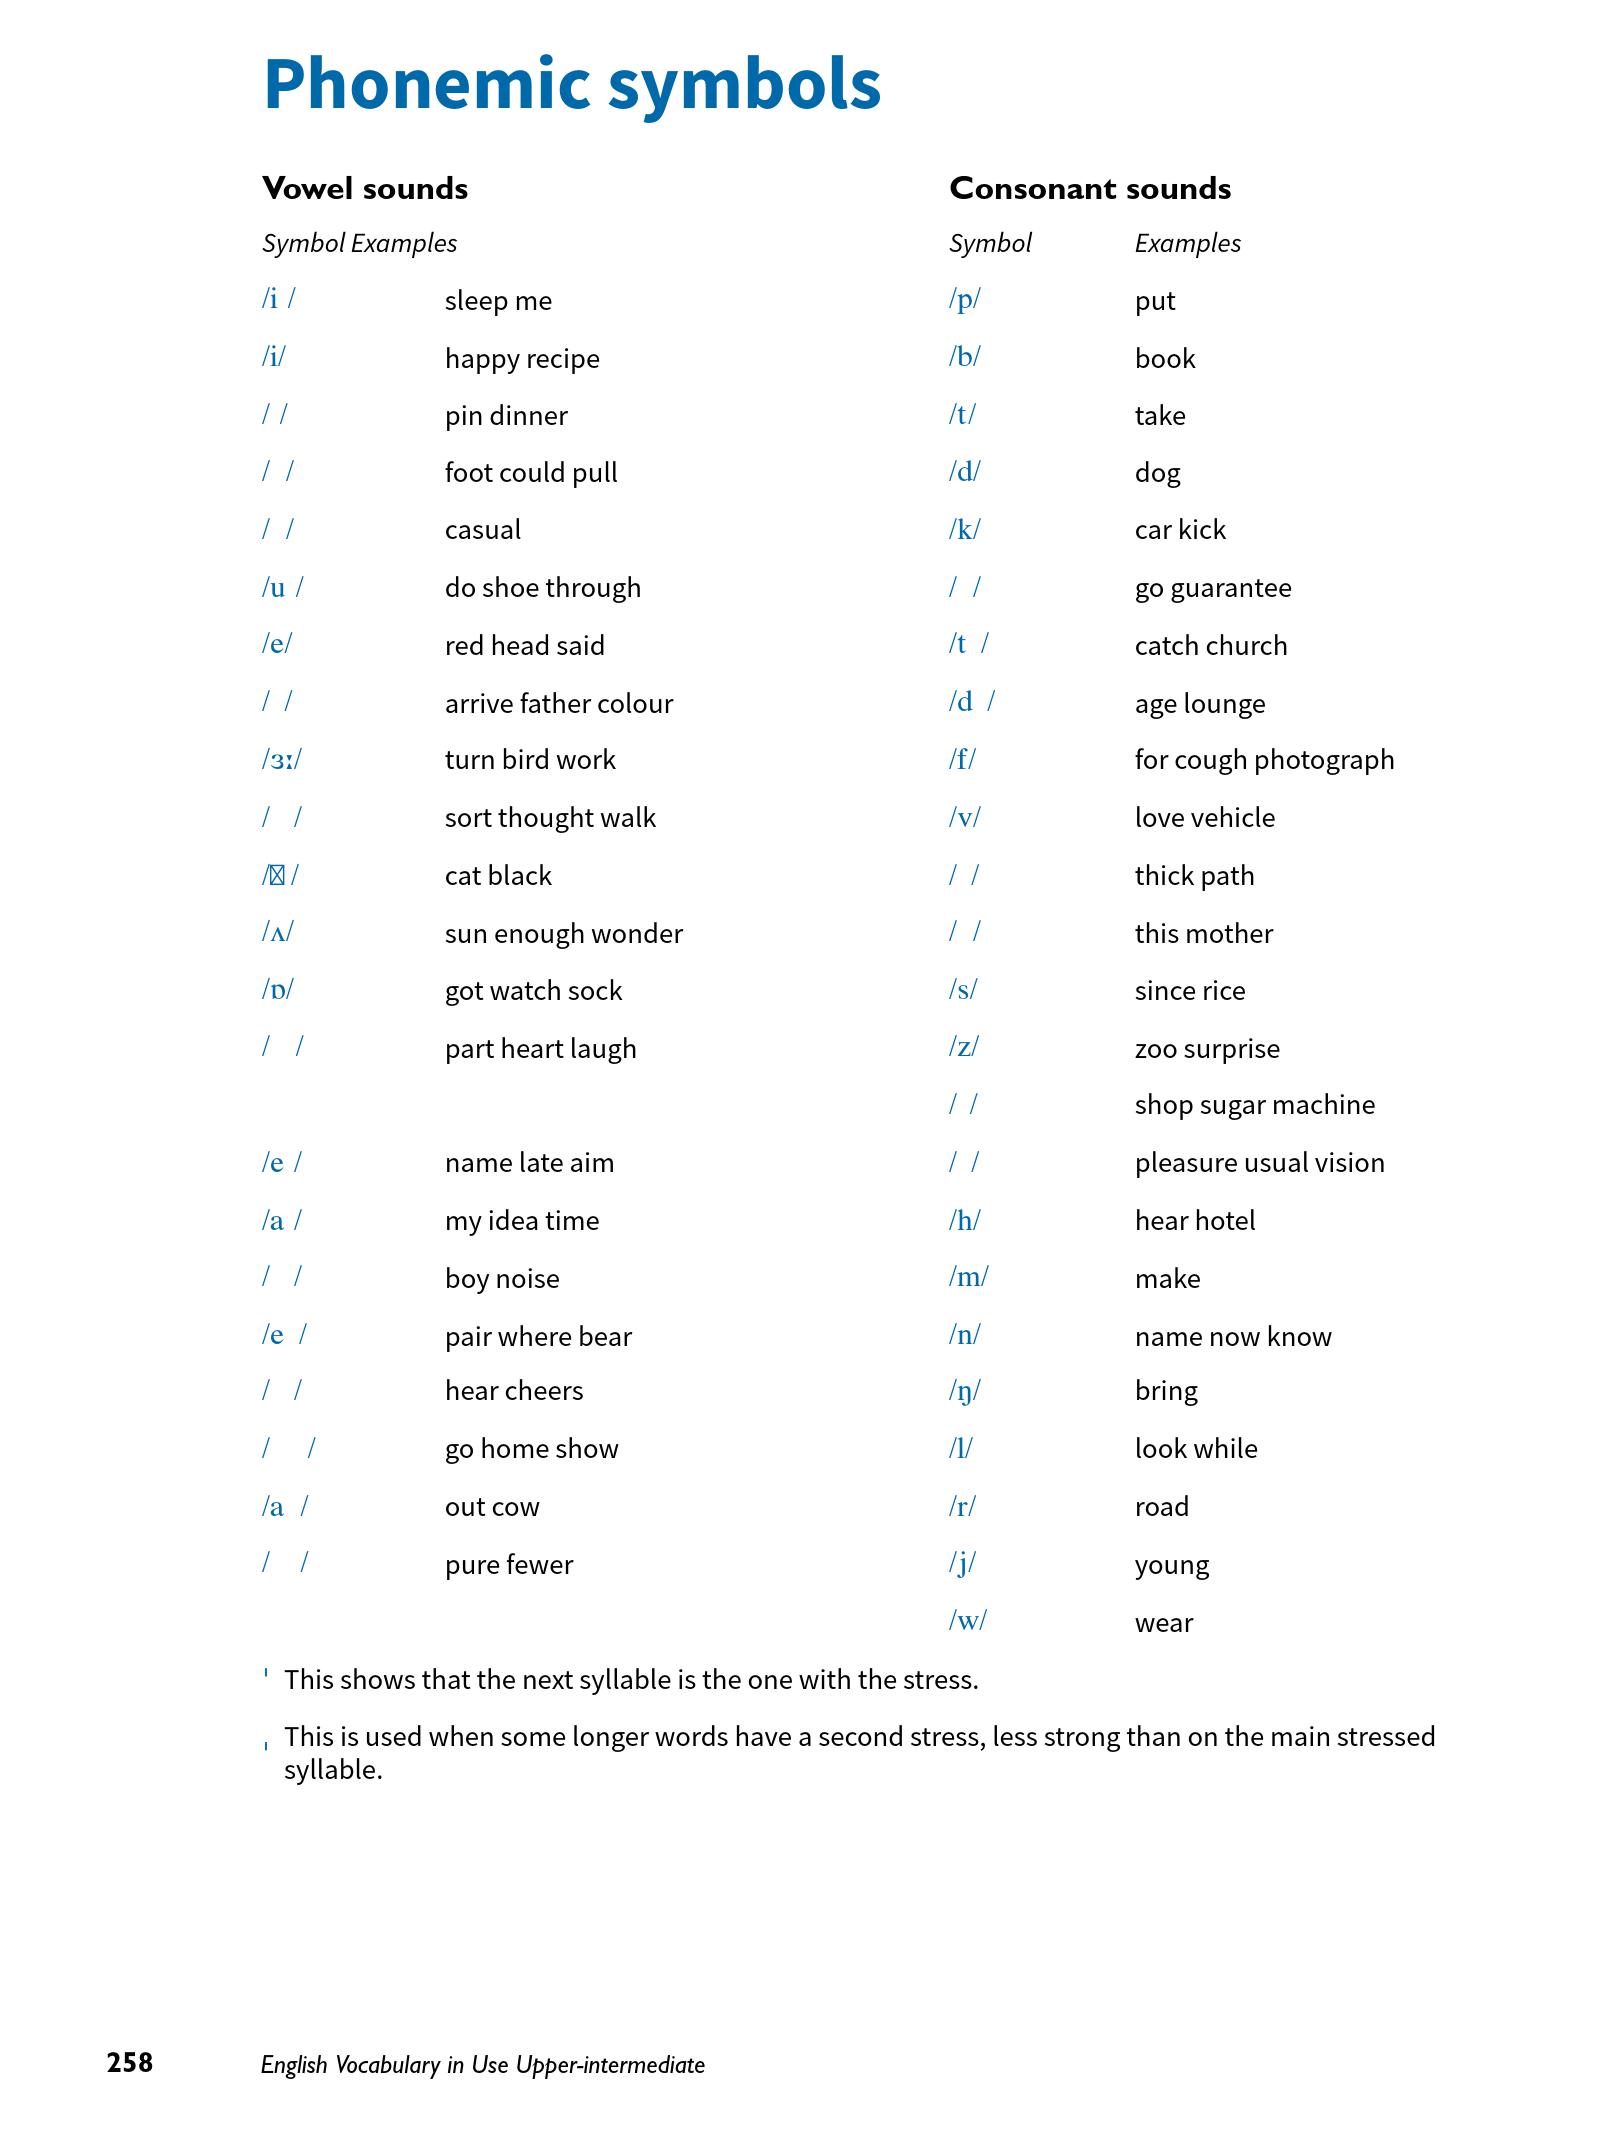 Phonemic symbols
Vowel sounds
Symbol Examples
/i / sleep me
/i/ happy recipe
/ / pin dinner
/ / foot could pull
/ / casual
/u / do shoe through
/e/ red head said
/ / arrive father colour
/ɜː/ turn bird work
/ / sort thought walk
/ / cat black
/ʌ/ sun enough wonder
/ɒ/ got watch sock
/ / part heart laugh
/e / name late aim
/a / my idea time
/ / boy noise
/e / pair where bear
/ / hear cheers
/ / go home show
/a / out cow
/ / pure fewer
Consonant sounds
Symbol Examples
/p/ put
/b/ book
/t/ take
/d/ dog
/k/ car kick
/ / go guarantee
/t / catch church
/d / age lounge
/f/ for cough photograph
/v/ love vehicle
/ / thick path
/ / this mother
/s/ since rice
/z/ zoo surprise
/ / shop sugar machine
/ / pleasure usual vision
/h/ hear hotel
/m/ make
/n/ name now know
/ŋ/ bring
/l/ look while
/r/ road
/j/ young
/w/ wear
ˈ This shows that the next syllable is the one with the stress.
ˌ This is used when some longer words have a second stress, less strong than on the main stressed
syllable.
258 English Vocabulary in Use Upper-intermediate